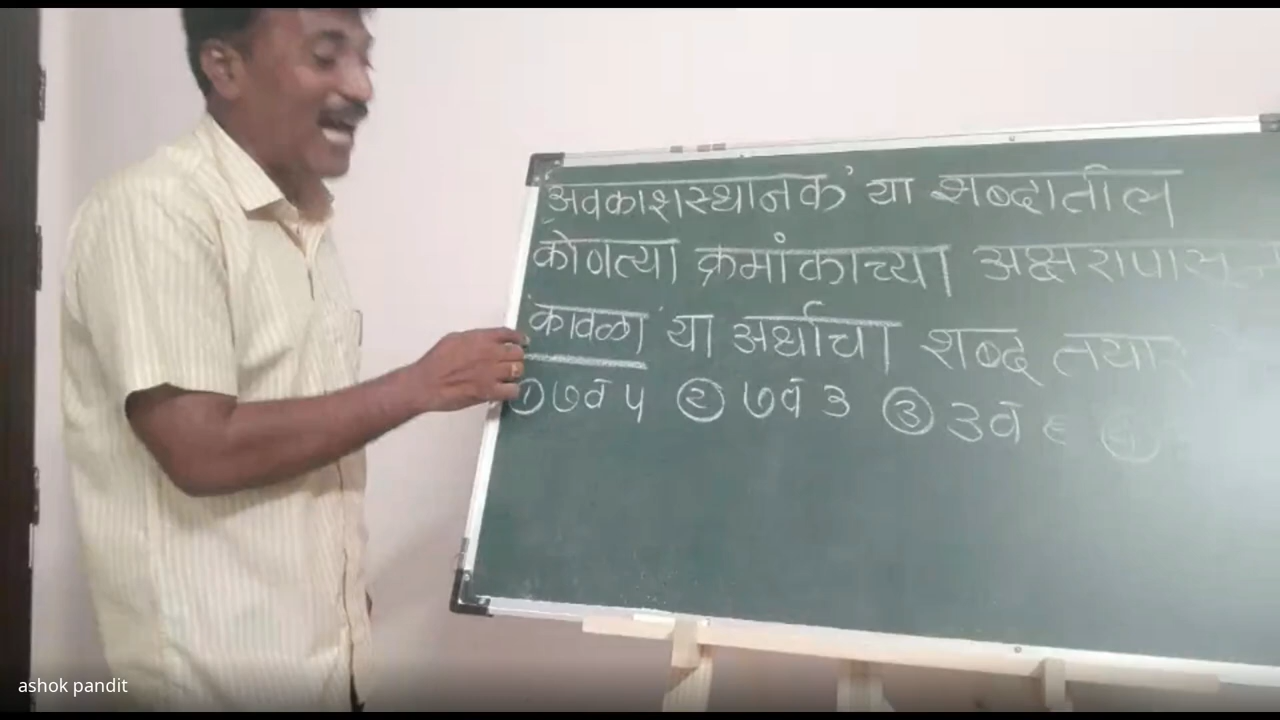 'अवकाशस्थानक' या शब्दातील
कोणत्या क्रमांकाच्या अक्षरापासून
'कावळा' या अर्थाचा शब्द तयार
① ७ व ५ ② ७ व ३ ③ ३ व ६ ④
ashok pandit